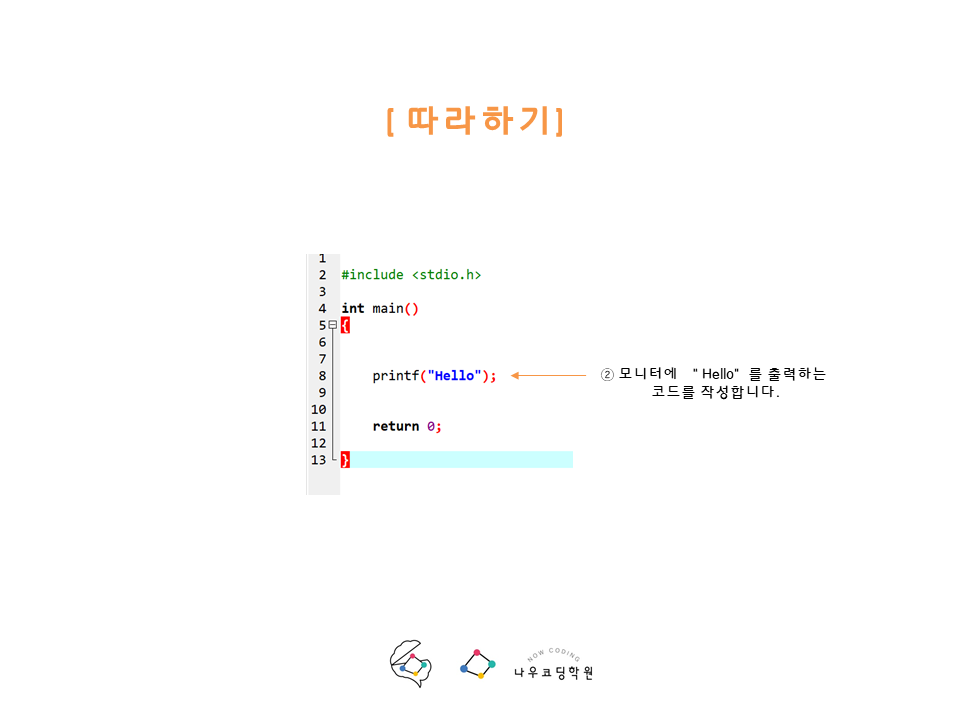 [ 따라하기]
1
2 #include <stdio.h>
3
4 int main()
5 {
6
7
8 printf("Hello");
② 모니터에 " Hello" 를 출력하는
코드를 작성합니다.
9
10
11 return 0;
12
13 }
NOW CODING
나우코딩학원